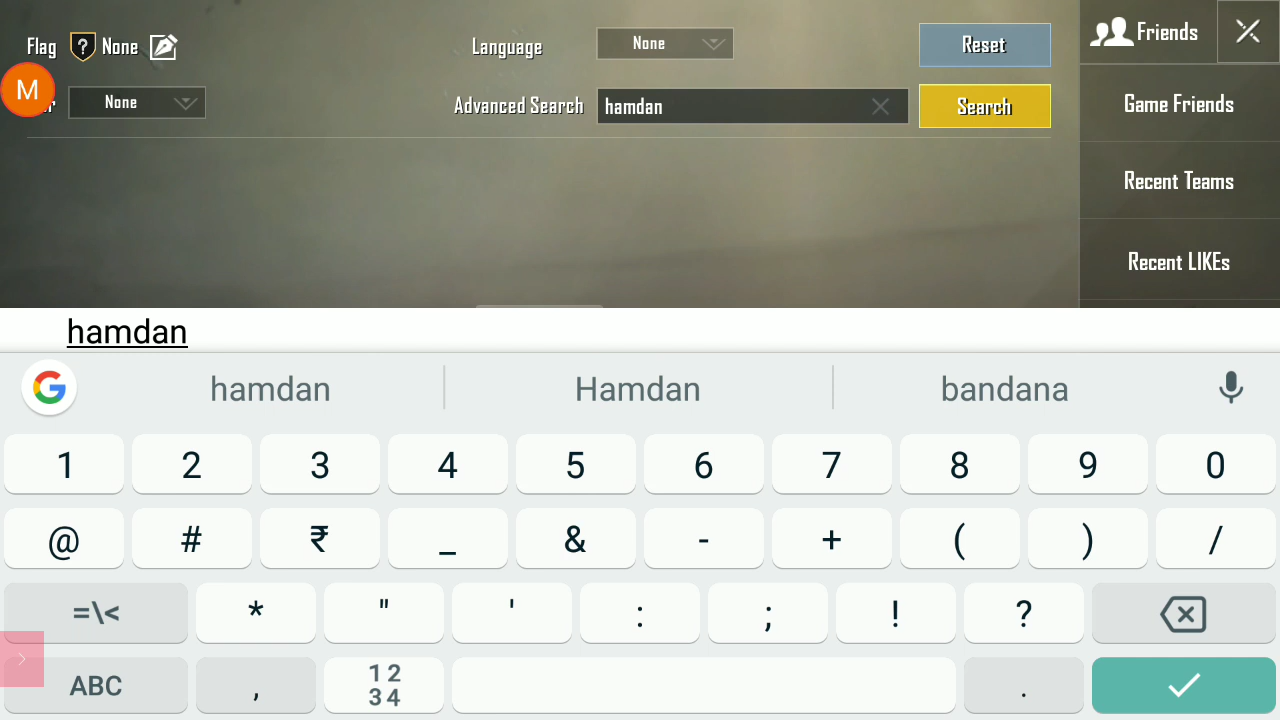 Flag ? None Language None Reset Friends
M
None Advanced Search hamdan Search Game Friends
Recent Teams
Recent LIKEs
hamdan
G hamdan Hamdan bandana
1 2 3 4 5 6 7 8 9 0
@ # ₹ _ & - + ( ) /
=\< * " ' : ; ! ?
ABC , 12 34 .